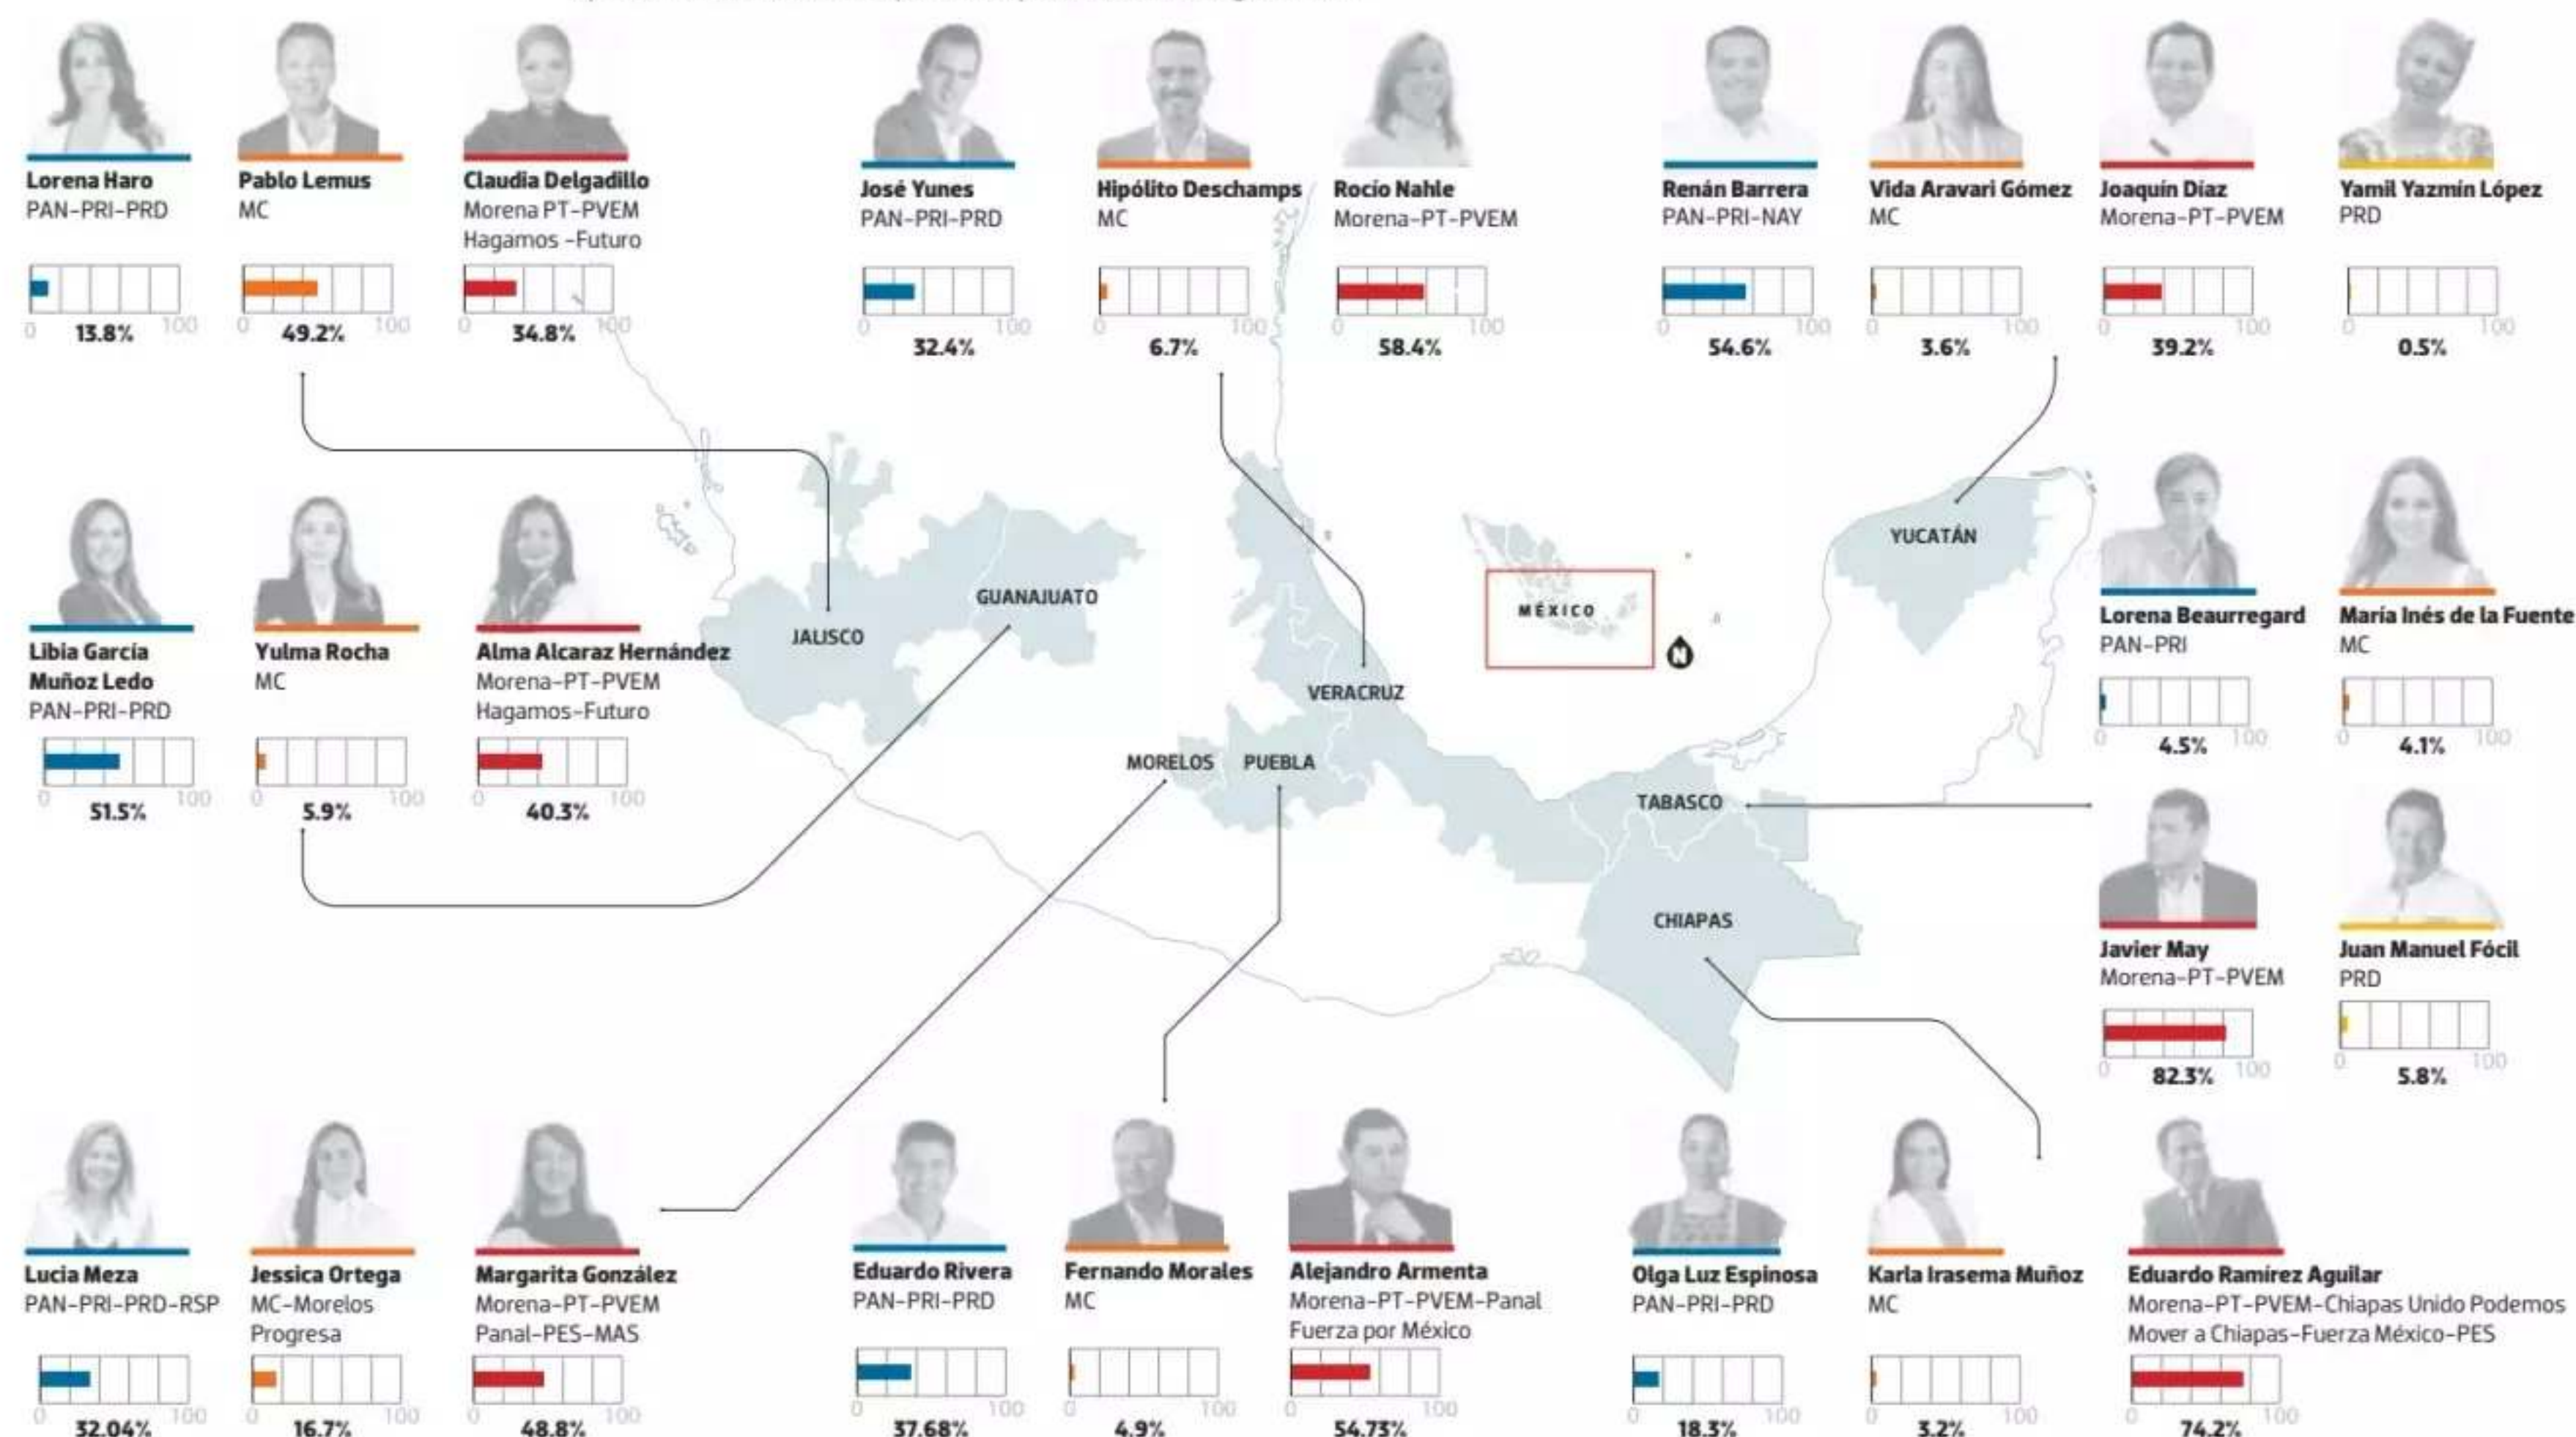 Lorena Haro
PAN-PRI-PRD
0 100
13.8%
Pablo Lemus
MC
0 100
49.2%
Claudia Delgadillo
Morena PT-PVEM
Hagamos -Futuro
0 100
34.8%
José Yunes
PAN-PRI-PRD
0 100
32.4%
Hipólito Deschamps
MC
0 100
6.7%
Rocío Nahle
Morena-PT-PVEM
0 100
58.4%
Renán Barrera
PAN-PRI-NAY
0 100
54.6%
Vida Aravari Gómez
MC
0 100
3.6%
Joaquín Díaz
Morena-PT-PVEM
0 100
39.2%
Yamil Yazmín López
PRD
0 100
0.5%
Libia García
Muñoz Ledo
PAN-PRI-PRD
0 100
51.5%
Yulma Rocha
MC
0 100
5.9%
Alma Alcaraz Hernández
Morena-PT-PVEM
Hagamos-Futuro
0 100
40.3%
JALISCO
GUANAJUATO
VERACRUZ
MORELOS
PUEBLA
MÉXICO
N
YUCATÁN
TABASCO
CHIAPAS
Lorena Beaurregard
PAN-PRI
0 100
4.5%
María Inés de la Fuente
MC
0 100
4.1%
Javier May
Morena-PT-PVEM
0 100
82.3%
Juan Manuel Fócil
PRD
0 100
5.8%
Lucia Meza
PAN-PRI-PRD-RSP
0 100
32.04%
Jessica Ortega
MC-Morelos
Progresa
0 100
16.7%
Margarita González
Morena-PT-PVEM
Panal-PES-MAS
0 100
48.8%
Eduardo Rivera
PAN-PRI-PRD
0 100
37.68%
Fernando Morales
MC
0 100
4.9%
Alejandro Armenta
Morena-PT-PVEM-Panal
Fuerza por México
0 100
54.73%
Olga Luz Espinosa
PAN-PRI-PRD
0 100
18.3%
Karla Irasema Muñoz
MC
0 100
3.2%
Eduardo Ramírez Aguilar
Morena-PT-PVEM-Chiapas Unido Podemos
Mover a Chiapas-Fuerza México-PES
0 100
74.2%